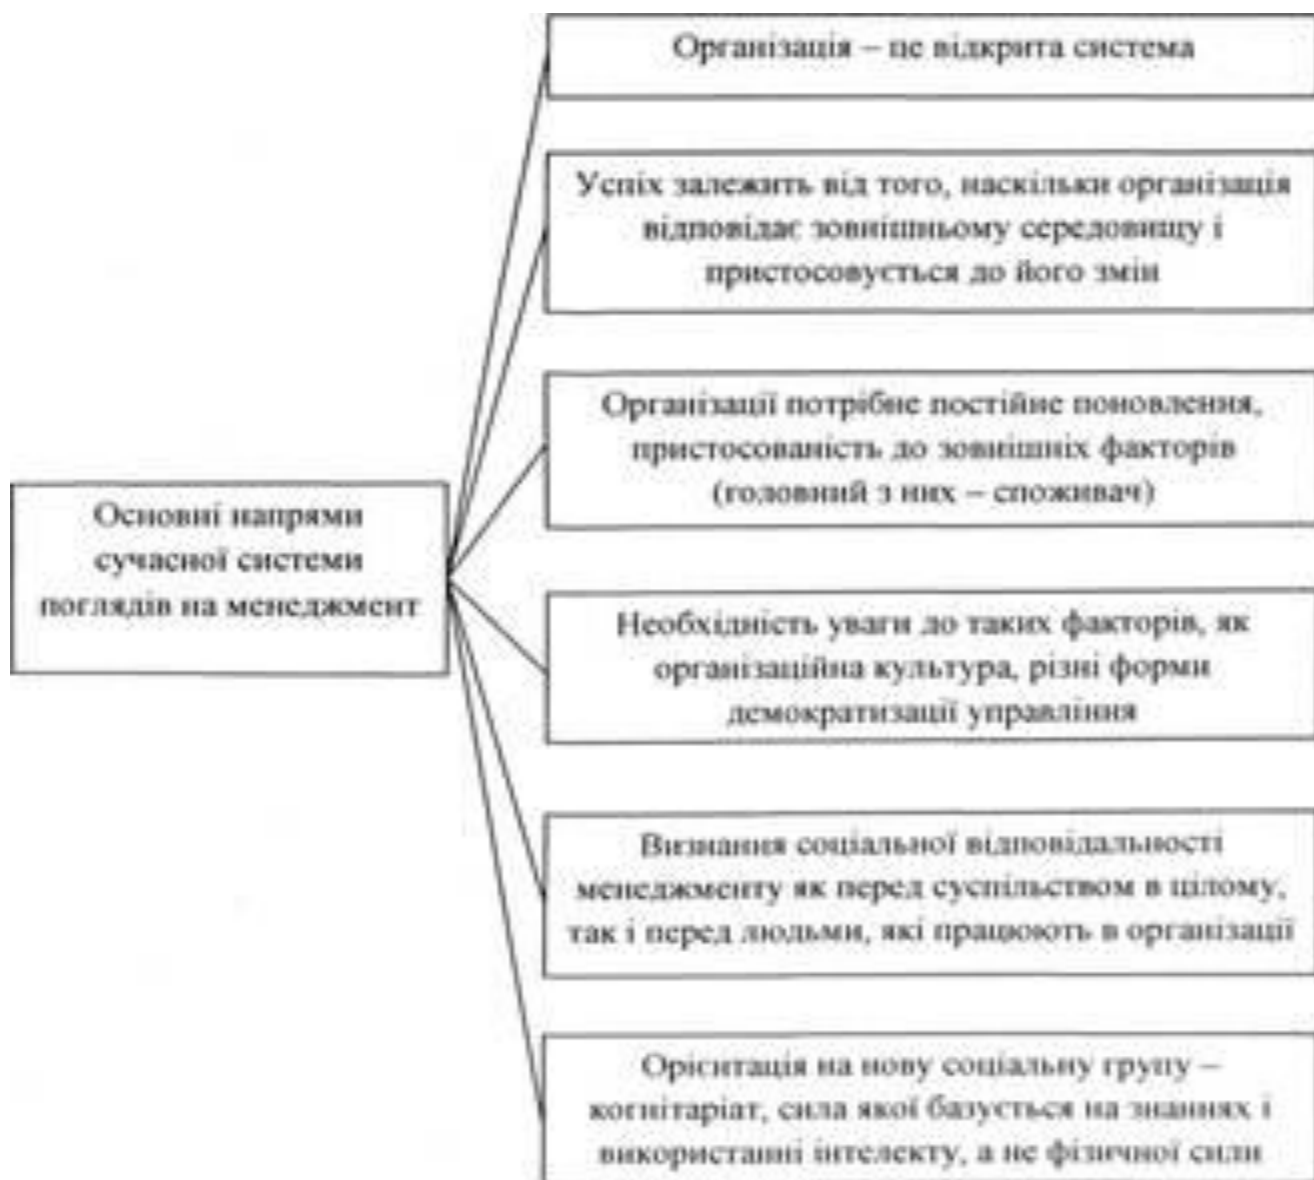 Організація – це відкрита система
Успіх залежить від того, наскільки організація
відповідає зовнішньому середовищу і
пристосовується до його змін
Організації потрібне постійне поновлення,
пристосованість до зовнішніх факторів
(головний з них – споживач)
Основні напрями
сучасної системи
поглядів на менеджмент
Необхідність уваги до таких факторів, як
організаційна культура, різні форми
демократизації управління
Визнання соціальної відповідальності
менеджменту як перед суспільством в цілому,
так і перед людьми, які працюють в організації
Орієнтація на нову соціальну групу –
когнітаріат, сила якої базується на знаннях і
використанні інтелекту, а не фізичної сили